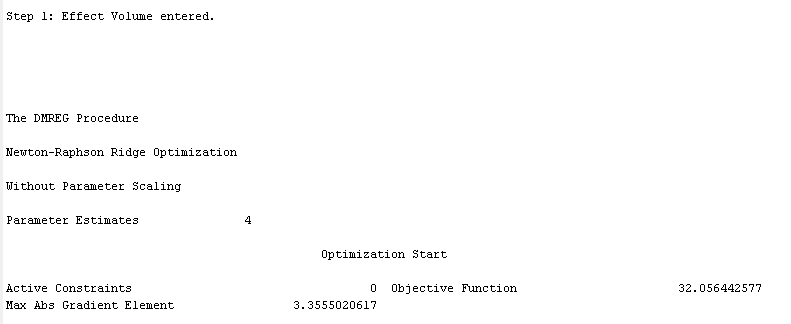 Step 1: Effect Volume entered.
The DMREG Procedure
Newton-Raphson Ridge Optimization
Without Parameter Scaling
Parameter Estimates 4
Optimization Start
Active Constraints 0 Objective Function 32.056442577
Max Abs Gradient Element 3.3555020617